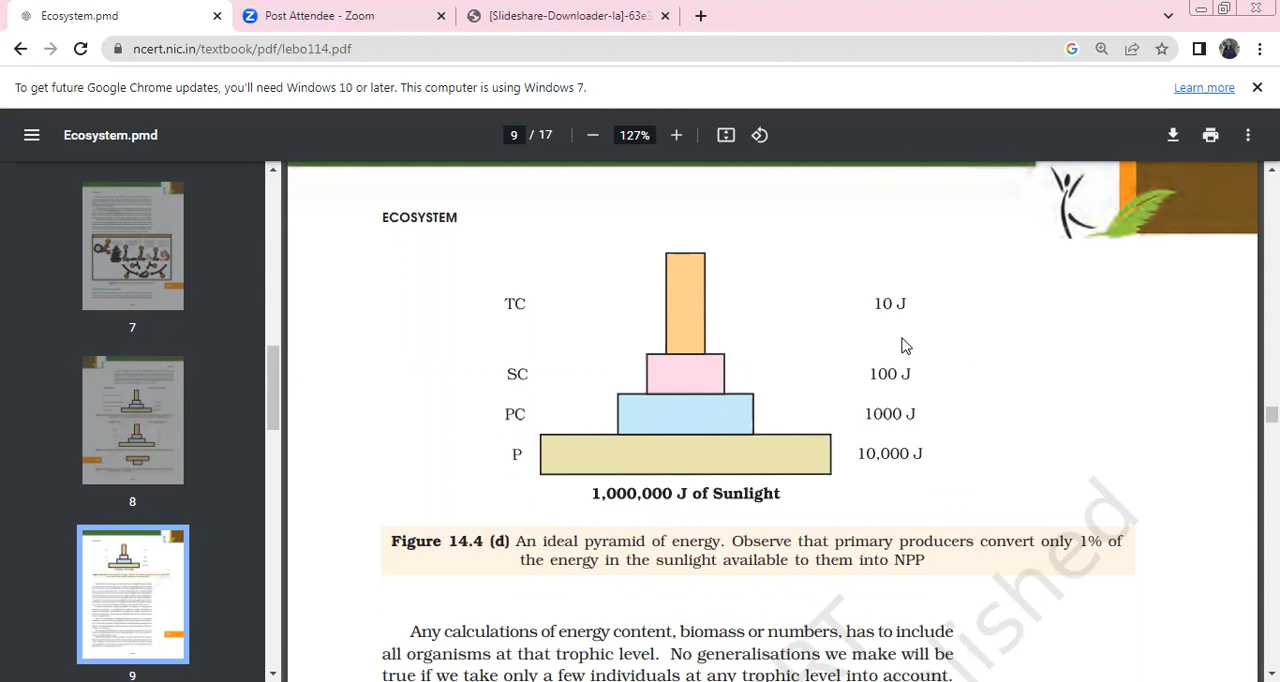 Ecosystem.pmd
Post Attendee - Zoom
[Slideshare-Downloader-la]-63e3
ncert.nic.in/textbook/pdf/lebo114.pdf
To get future Google Chrome updates, you'll need Windows 10 or later. This computer is using Windows 7.
Learn more
Ecosystem.pmd
9 / 17
127%
7
8
9
ECOSYSTEM
TC 10 J
SC 100 J
PC 1000 J
P 10,000 J
1,000,000 J of Sunlight
Figure 14.4 (d) An ideal pyramid of energy. Observe that primary producers convert only 1% of
the energy in the sunlight available to them into NPP
Any calculations of energy content, biomass or numbers has to include
all organisms at that trophic level. No generalisations we make will be
true if we take only a few individuals at any trophic level into account.